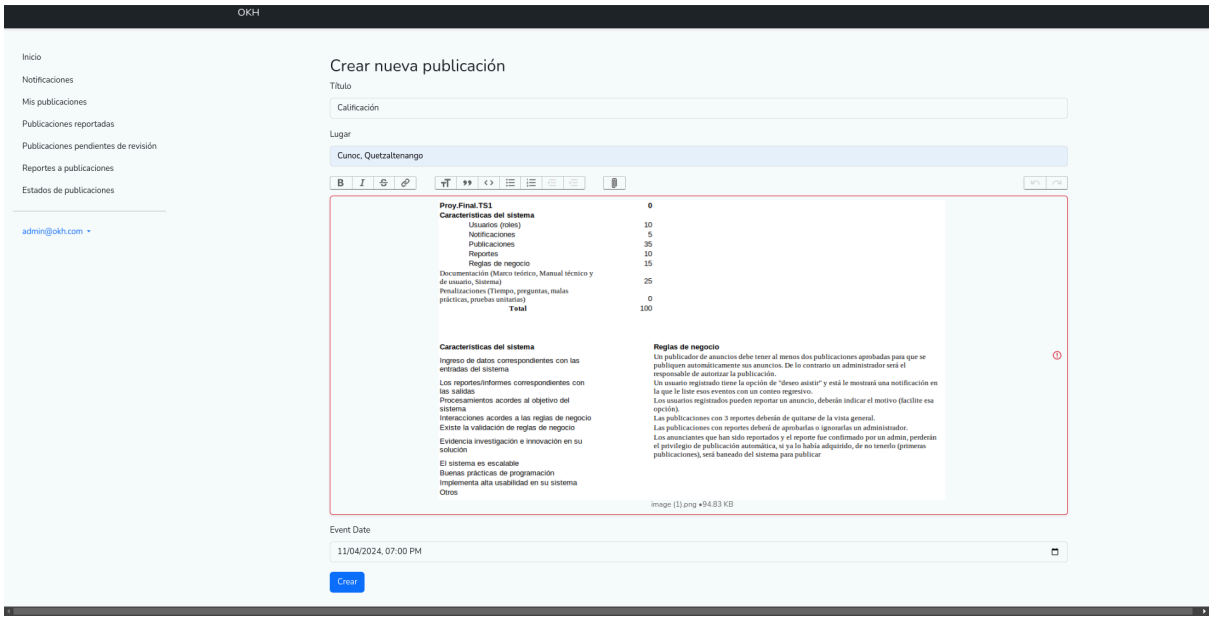 OKH
Inicio
Notificaciones
Mis publicaciones
Publicaciones reportadas
Publicaciones pendientes de revisión
Reportes a publicaciones
Estados de publicaciones
admin@okh.com
Crear nueva publicación
Título
Calificación
Lugar
Cunoc, Quetzaltenango
Proy.Final.TS1 0
Características del sistema
Usuarios (roles) 10
Notificaciones 5
Publicaciones 35
Reportes 10
Reglas de negocio 15
Documentación (Marco teórico, Manual técnico y
de usuario, Sistema) 25
Penalizaciones (Tiempo, preguntas, malas
prácticas, pruebas unitarias) 0
Total 100
Características del sistema
Ingreso de datos correspondientes con las
entradas del sistema
Los reportes/informes correspondientes con
las salidas
Procesamientos acordes al objetivo del
sistema
Interacciones acordes a las reglas de negocio
Existe la validación de reglas de negocio
Evidencia investigación e innovación en su
solución
El sistema es escalable
Buenas prácticas de programación
Implementa alta usabilidad en su sistema
Otros
Reglas de negocio
Un publicador de anuncios debe tener al menos dos publicaciones aprobadas para que se
publiquen automáticamente sus anuncios. De lo contrario un administrador será el
responsable de autorizar la publicación.
Un usuario registrado tiene la opción de "deseo asistir" y está le mostrará una notificación en
la que le liste esos eventos con un conteo regresivo.
Los usuarios registrados pueden reportar un anuncio, deberán indicar el motivo (facilite esa
opción).
Las publicaciones con 3 reportes deberán de quitarse de la vista general.
Las publicaciones con reportes deberá de aprobarlas o ignorarlas un administrador.
Los anunciantes que han sido reportados y el reporte fue confirmado por un admin, perderán
el privilegio de publicación automática, si ya lo había adquirido, de no tenerlo (primeras
publicaciones), será baneado del sistema para publicar
image (1).png •94.83 KB
Event Date
11/04/2024, 07:00 PM
Crear